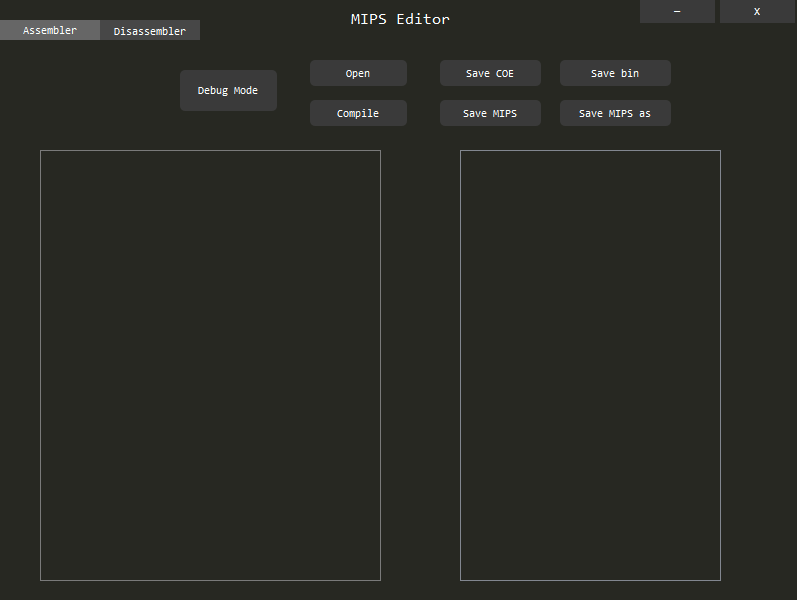 MIPS Editor
—
X
Assembler
Disassembler
Debug Mode
Open
Save COE
Save bin
Compile
Save MIPS
Save MIPS as